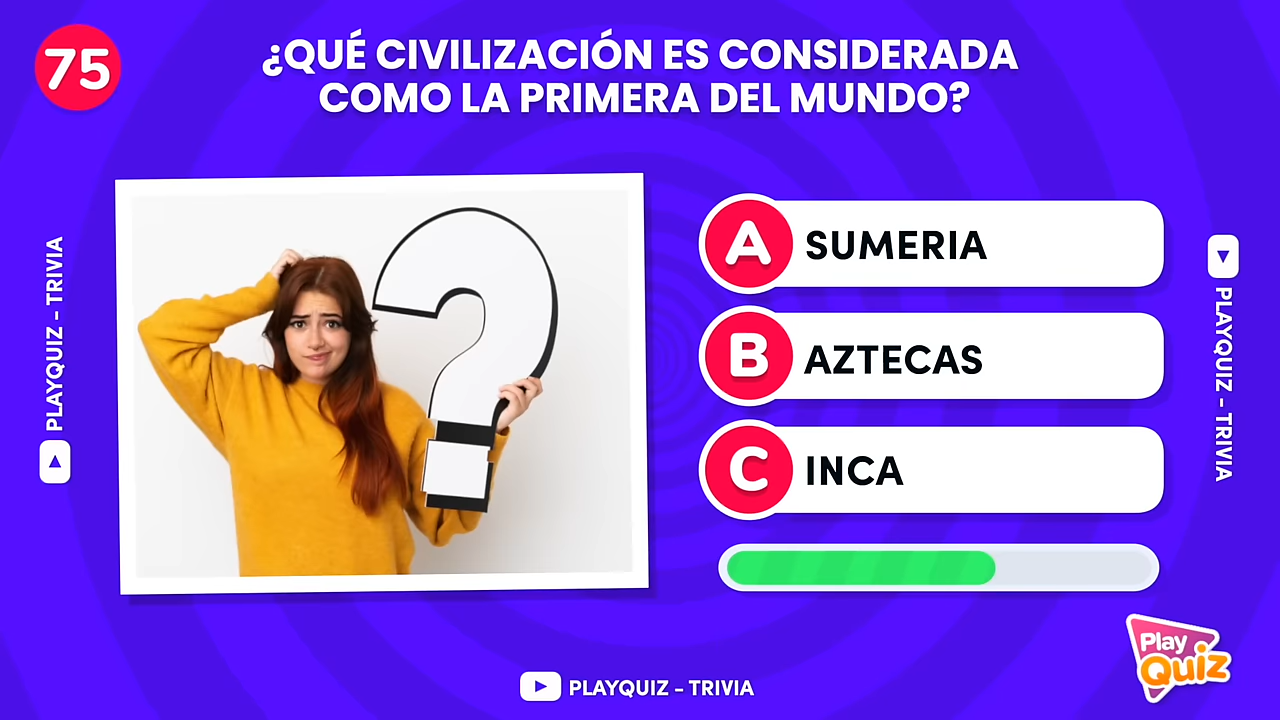 75
¿QUÉ CIVILIZACIÓN ES CONSIDERADA
COMO LA PRIMERA DEL MUNDO?
PLAYQUIZ - TRIVIA
?
A SUMERIA
B AZTECAS
C INCA
PLAYQUIZ - TRIVIA
Play
Quiz
PLAYQUIZ - TRIVIA